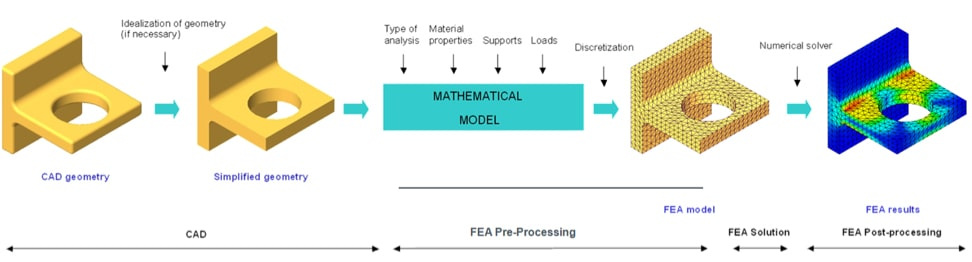 Idealization of geometry
(if necessary)
Type of
analysis
Material
properties
Supports
Loads
Discretization
Numerical solver
MATHEMATICAL
MODEL
CAD geometry
Simplified geometry
FEA model
FEA results
CAD
FEA Pre-Processing
FEA Solution
FEA Post-processing